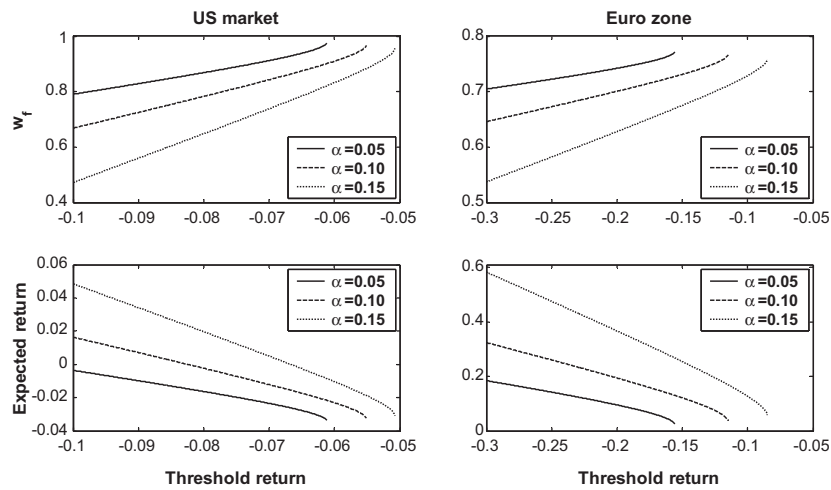 US market
Euro zone
1
0.8
0.6
0.4
w_f
α=0.05
α=0.10
α=0.15
-0.1 -0.09 -0.08 -0.07 -0.06 -0.05
0.8
0.7
0.6
0.5
α=0.05
α=0.10
α=0.15
-0.3 -0.25 -0.2 -0.15 -0.1 -0.05
0.06
0.04
0.02
0
-0.02
-0.04
Expected return
α=0.05
α=0.10
α=0.15
-0.1 -0.09 -0.08 -0.07 -0.06 -0.05
Threshold return
0.6
0.4
0.2
0
α=0.05
α=0.10
α=0.15
-0.3 -0.25 -0.2 -0.15 -0.1 -0.05
Threshold return